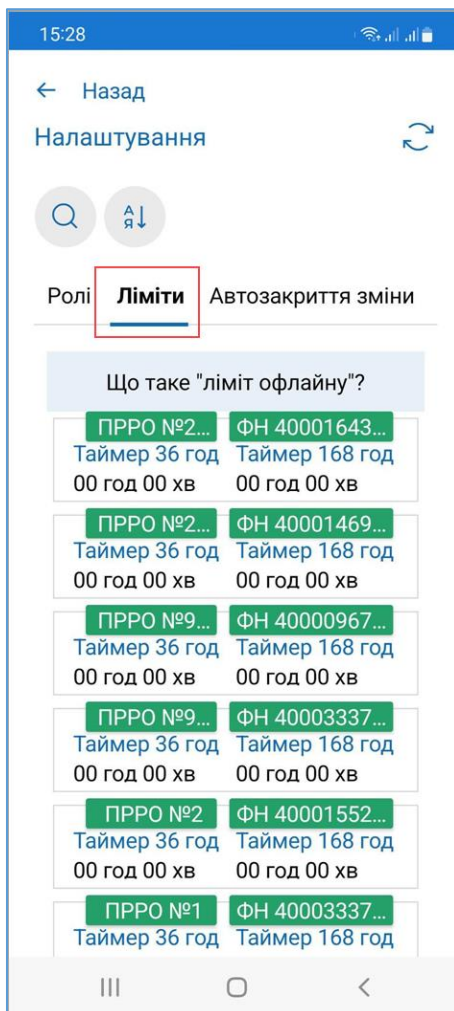 15:28
Назад
Налаштування
А
Я
Ролі Ліміти Автозакриття зміни
Що таке "ліміт офлайну"?
ПРРО №2... ФН 40001643...
Таймер 36 год Таймер 168 год
00 год 00 хв 00 год 00 хв
ПРРО №2... ФН 40001469...
Таймер 36 год Таймер 168 год
00 год 00 хв 00 год 00 хв
ПРРО №9... ФН 40000967...
Таймер 36 год Таймер 168 год
00 год 00 хв 00 год 00 хв
ПРРО №9... ФН 40003337...
Таймер 36 год Таймер 168 год
00 год 00 хв 00 год 00 хв
ПРРО №2 ФН 40001552...
Таймер 36 год Таймер 168 год
00 год 00 хв 00 год 00 хв
ПРРО №1 ФН 40003337...
Таймер 36 год Таймер 168 год